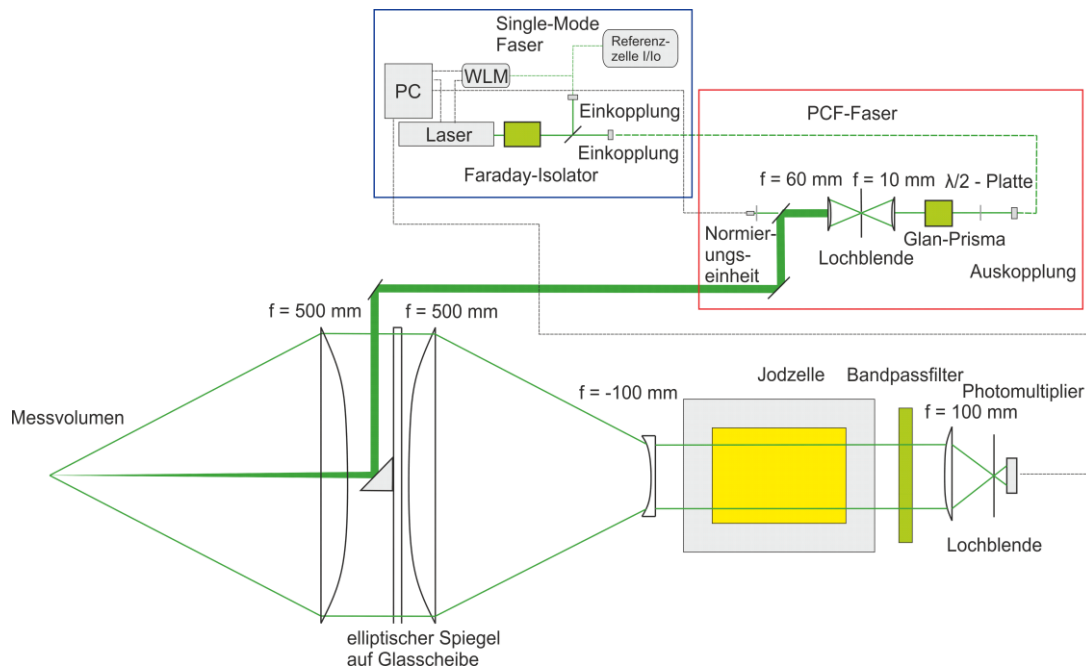 Single-Mode
Faser
Referenz-
zelle I/Io
WLM
PC
Laser
Einkopplung
Einkopplung
Faraday-Isolator
PCF-Faser
f = 60 mm
f = 10 mm
λ/2 - Platte
Normier-
ungs-
einheit
Lochblende
Glan-Prisma
Auskopplung
f = 500 mm
f = 500 mm
Messvolumen
f = -100 mm
Jodzelle
Bandpassfilter
Photomultiplier
f = 100 mm
Lochblende
elliptischer Spiegel
auf Glasscheibe